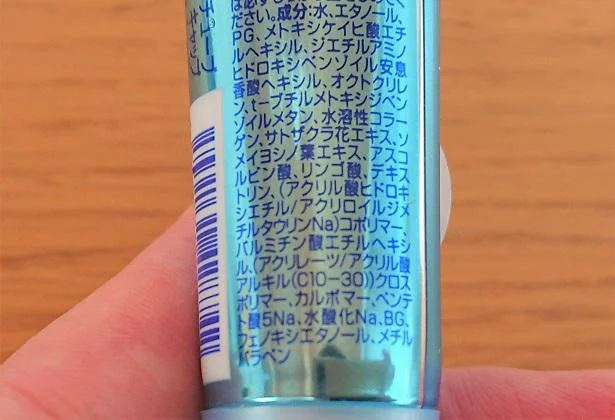 ださい。成分:水、エタノール、
PG、メトキシケイヒ酸エチ
ルヘキシル、ジエチルアミノ
ヒドロキシベンゾイル安息
香酸ヘキシル、オクトクリレ
ン、t-ブチルメトキシジベン
ゾイルメタン、水溶性コラー
ゲン、サトザクラ花エキス、ソ
メイヨシノ葉エキス、アスコ
ルビン酸、リンゴ酸、デキス
トリン、(アクリル酸ヒドロキ
シエチル/アクリロイルジメ
チルタウリンNa)コポリマー、
パルミチン酸エチルヘキシ
ル、(アクリレーツ/アクリル酸
アルキル(C10-30))クロス
ポリマー、カルボマー、ペンテ
ト酸5Na、水酸化Na、BG、
フェノキシエタノール、メチル
パラベン
チューブ
キャップ